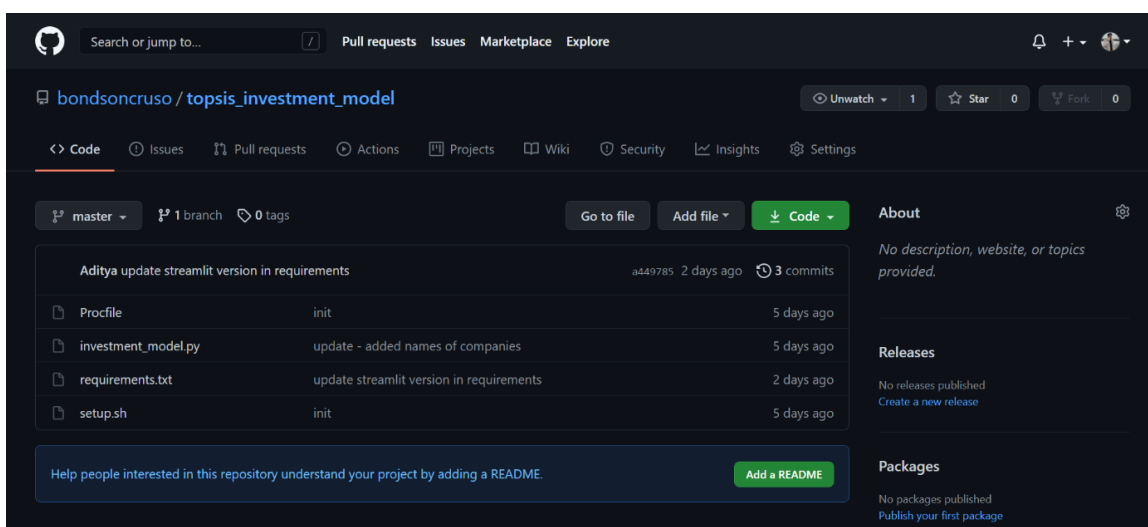 Search or jump to... / Pull requests Issues Marketplace Explore
bondsoncruso / topsis_investment_model Unwatch 1 Star 0 Fork 0
Code Issues Pull requests Actions Projects Wiki Security Insights Settings
master 1 branch 0 tags Go to file Add file Code
Aditya update streamlit version in requirements a449785 2 days ago 3 commits
Procfile init 5 days ago
investment_model.py update - added names of companies 5 days ago
requirements.txt update streamlit version in requirements 2 days ago
setup.sh init 5 days ago
Help people interested in this repository understand your project by adding a README. Add a README
About
No description, website, or topics
provided.
Releases
No releases published
Create a new release
Packages
No packages published
Publish your first package